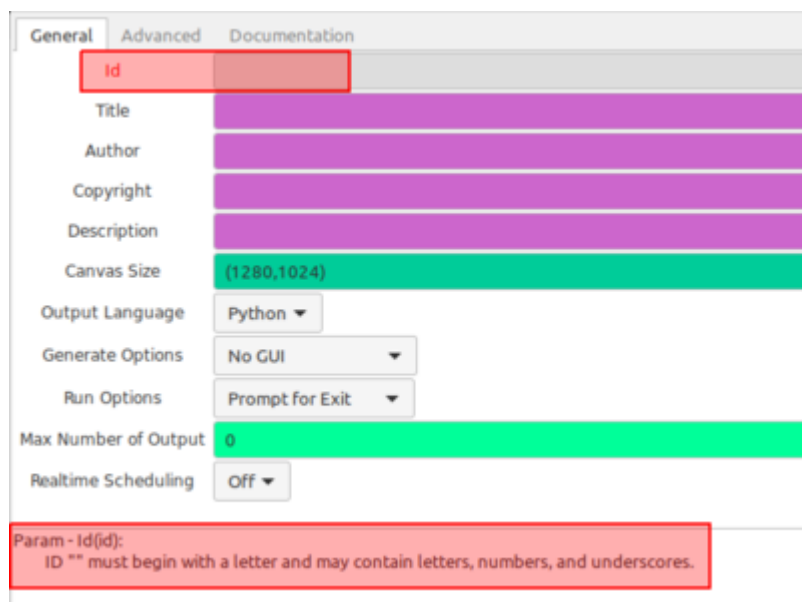 General Advanced Documentation
Id
Title
Author
Copyright
Description
Canvas Size (1280,1024)
Output Language Python
Generate Options No GUI
Run Options Prompt for Exit
Max Number of Output 0
Realtime Scheduling Off
Param - Id(id):
ID "" must begin with a letter and may contain letters, numbers, and underscores.